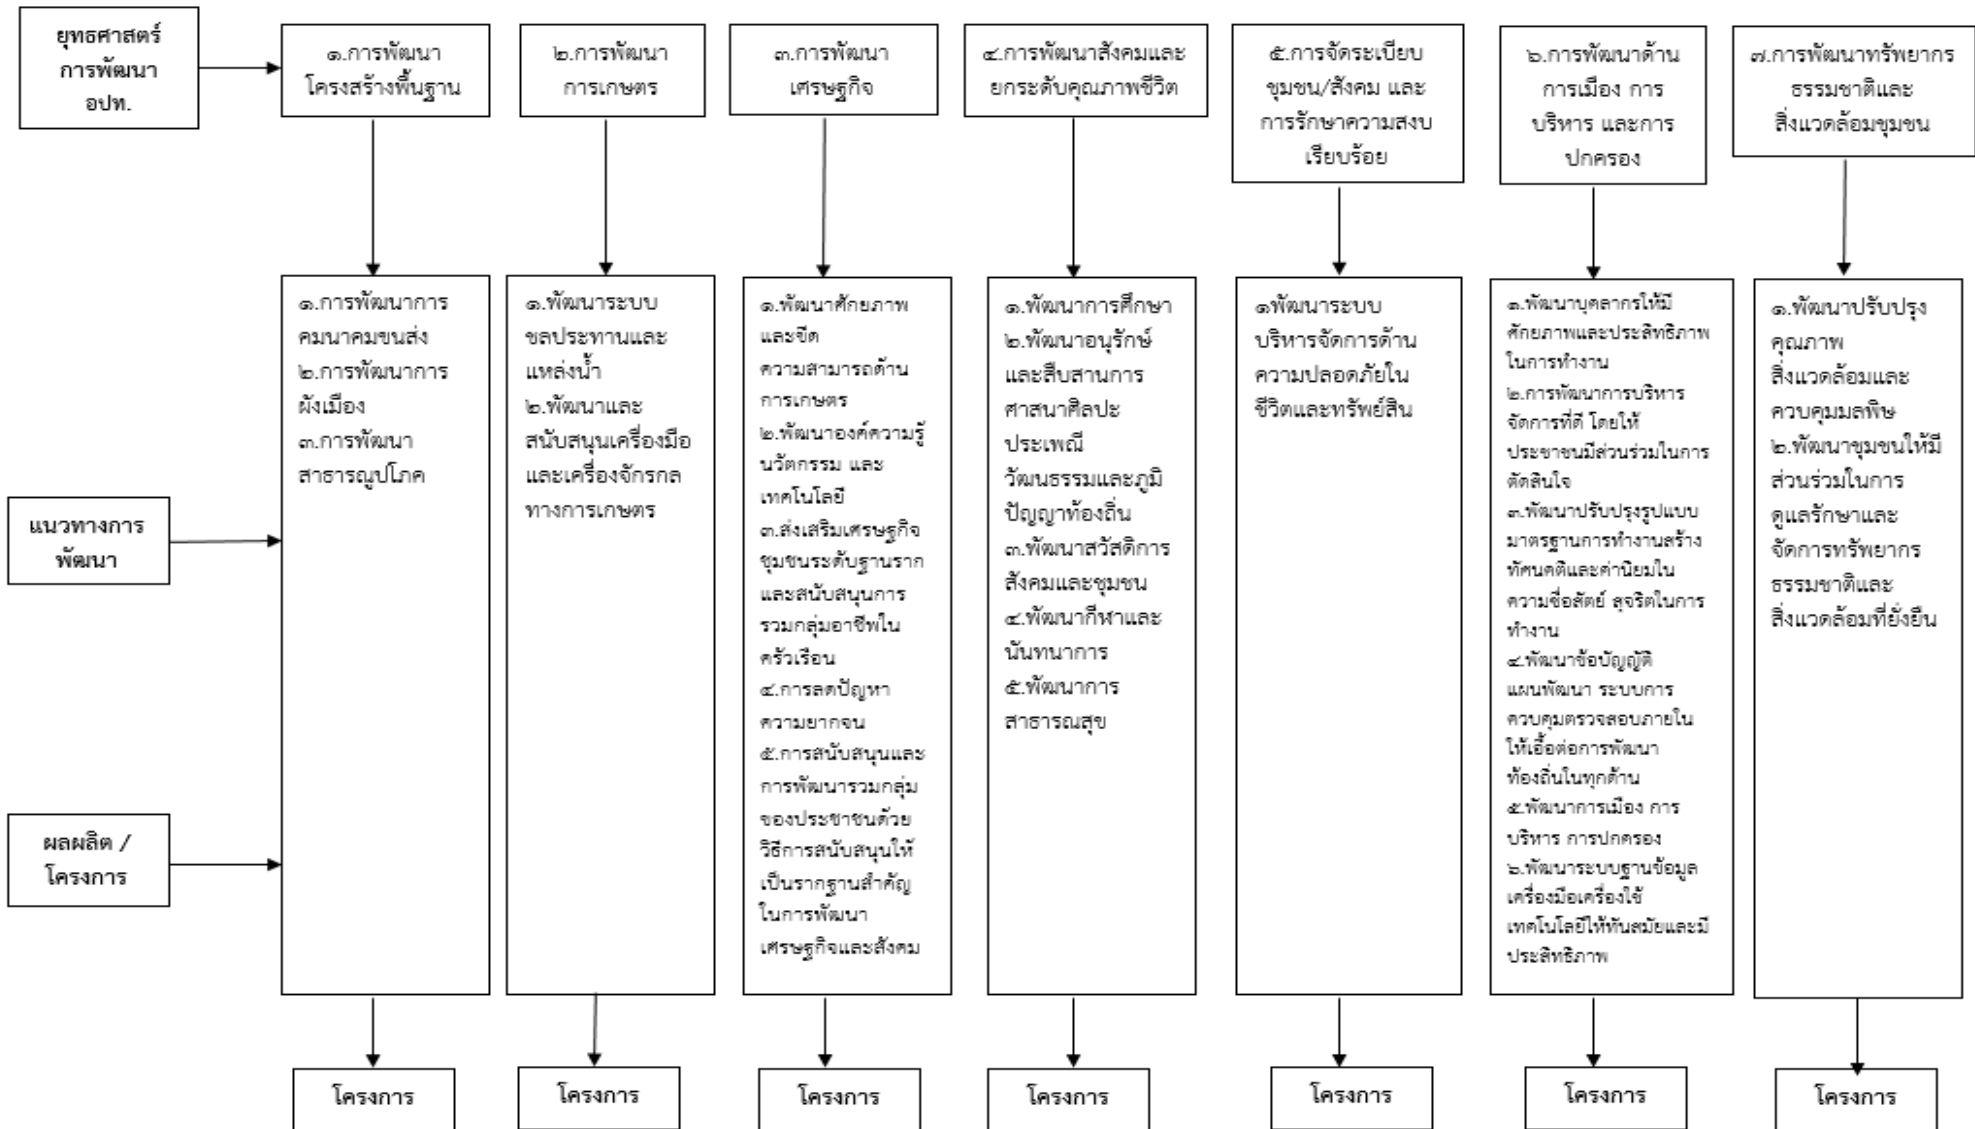 ยุทธศาสตร์
การพัฒนา
อปท.
๑.การพัฒนา
โครงสร้างพื้นฐาน
๒.การพัฒนา
การเกษตร
๓.การพัฒนา
เศรษฐกิจ
๔.การพัฒนาสังคมและ
ยกระดับคุณภาพชีวิต
๕.การจัดระเบียบ
ชุมชน/สังคม และ
การรักษาความสงบ
เรียบร้อย
๖.การพัฒนาด้าน
การเมือง การ
บริหาร และการ
ปกครอง
๗.การพัฒนาทรัพยากร
ธรรมชาติและ
สิ่งแวดล้อมชุมชน
แนวทางการ
พัฒนา
ผลผลิต /
โครงการ
๑.การพัฒนาการ
คมนาคมขนส่ง
๒.การพัฒนาการ
ผังเมือง
๓.การพัฒนา
สาธารณูปโภค
๑.พัฒนาระบบ
ชลประทานและ
แหล่งน้ำ
๒.พัฒนาและ
สนับสนุนเครื่องมือ
และเครื่องจักรกล
ทางการเกษตร
๑.พัฒนาศักยภาพ
และขีด
ความสามารถด้าน
การเกษตร
๒.พัฒนาองค์ความรู้
นวัตกรรม และ
เทคโนโลยี
๓.ส่งเสริมเศรษฐกิจ
ชุมชนระดับฐานราก
และสนับสนุนการ
รวมกลุ่มอาชีพใน
ครัวเรือน
๔.การลดปัญหา
ความยากจน
๕.การสนับสนุนและ
การพัฒนารวมกลุ่ม
ของประชาชนด้วย
วิธีการสนับสนุนให้
เป็นรากฐานสำคัญ
ในการพัฒนา
เศรษฐกิจและสังคม
๑.พัฒนาการศึกษา
๒.พัฒนาอนุรักษ์
และสืบสานการ
ศาสนาศิลปะ
ประเพณี
วัฒนธรรมและภูมิ
ปัญญาท้องถิ่น
๓.พัฒนาสวัสดิการ
สังคมและชุมชน
๔.พัฒนากีฬาและ
นันทนาการ
๕.พัฒนาการ
สาธารณสุข
๑พัฒนาระบบ
บริหารจัดการด้าน
ความปลอดภัยใน
ชีวิตและทรัพย์สิน
๑.พัฒนาบุคลากรให้มี
ศักยภาพและประสิทธิภาพ
ในการทำงาน
๒.การพัฒนาการบริหาร
จัดการที่ดี โดยให้
ประชาชนมีส่วนร่วมในการ
ตัดสินใจ
๓.พัฒนาปรับปรุงรูปแบบ
มาตรฐานการทำงานสร้าง
ทัศนคติและค่านิยมใน
ความซื่อสัตย์ สุจริตในการ
ทำงาน
๔.พัฒนาข้อบัญญัติ
แผนพัฒนา ระบบการ
ควบคุมตรวจสอบภายใน
ให้เอื้อต่อการพัฒนา
ท้องถิ่นในทุกด้าน
๕.พัฒนาการเมือง การ
บริหาร การปกครอง
๖.พัฒนาระบบฐานข้อมูล
เครื่องมือเครื่องใช้
เทคโนโลยีให้ทันสมัยและมี
ประสิทธิภาพ
๑.พัฒนาปรับปรุง
คุณภาพ
สิ่งแวดล้อมและ
ควบคุมมลพิษ
๒.พัฒนาชุมชนให้มี
ส่วนร่วมในการ
ดูแลรักษาและ
จัดการทรัพยากร
ธรรมชาติและ
สิ่งแวดล้อมที่ยั่งยืน
โครงการ
โครงการ
โครงการ
โครงการ
โครงการ
โครงการ
โครงการ